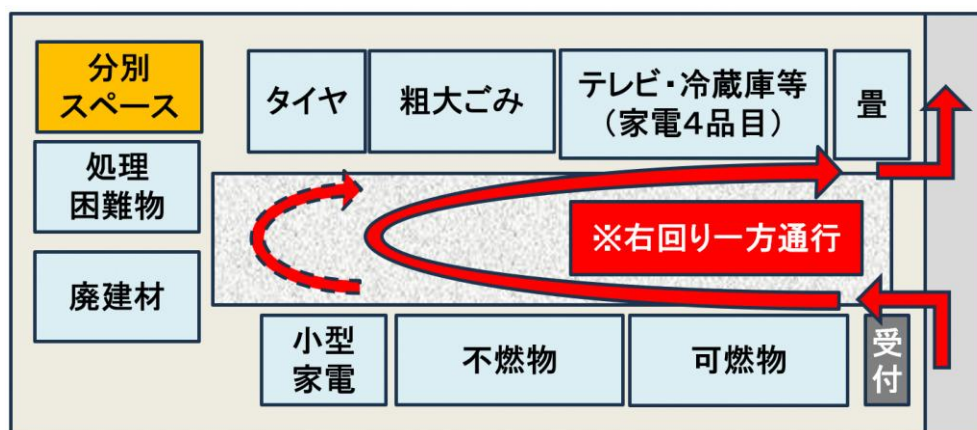 分別
スペース
タイヤ
粗大ごみ
テレビ・冷蔵庫等
（家電4品目）
畳
処理
困難物
※右回り一方通行
廃建材
小型
家電
不燃物
可燃物
受
付